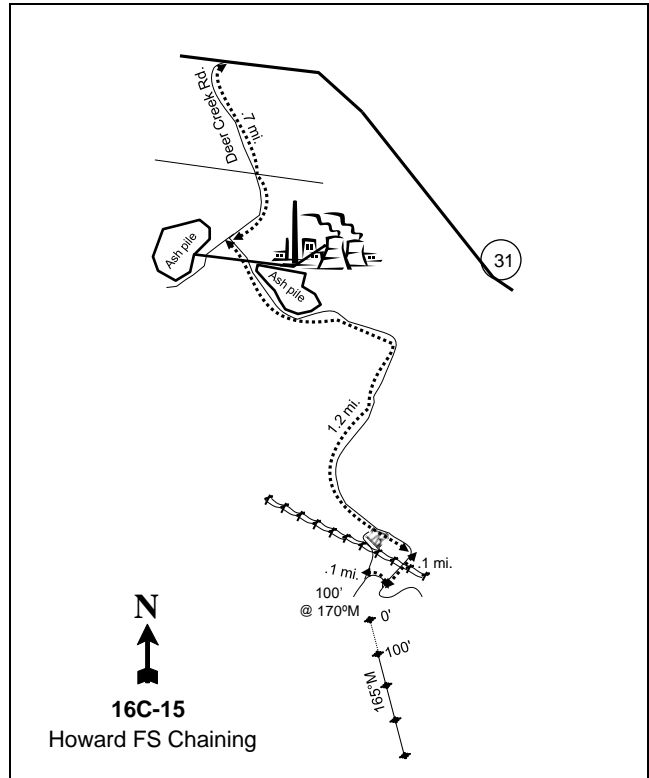 Deer Creek Rd.
.7 mi.
31
Ash pile
Ash pile
1.2 mi.
.1 mi.
.1 mi.
100'
@ 170ºM
0'
100'
165°M
N
16C-15
Howard FS Chaining